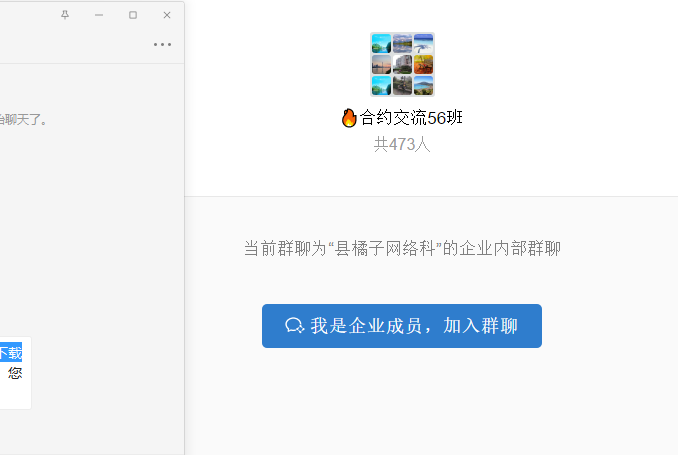 始聊天了。
下载
您
🔥合约交流56班
共473人
当前群聊为“县橘子网络科”的企业内部群聊
我是企业成员，加入群聊